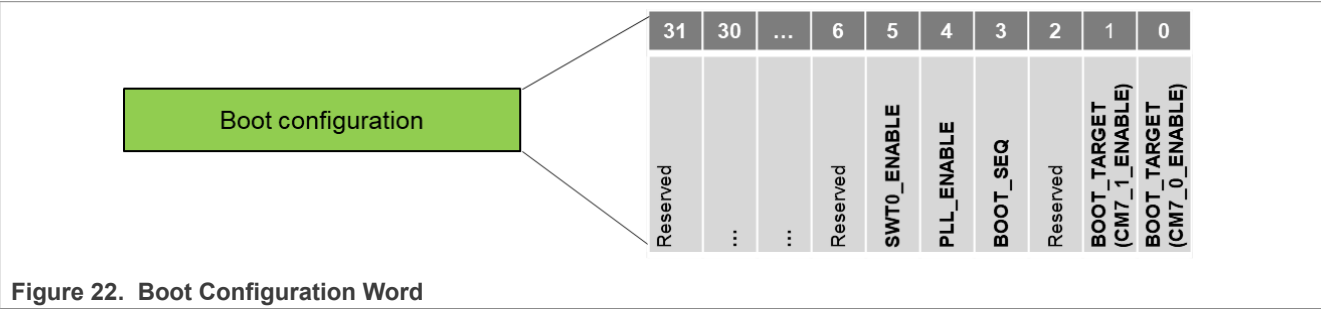 31 30 ... 6 5 4 3 2 1 0
Boot configuration
Reserved
...
...
Reserved
SWT0_ENABLE
PLL_ENABLE
BOOT_SEQ
Reserved
BOOT_TARGET
(CM7_1_ENABLE)
BOOT_TARGET
(CM7_0_ENABLE)
Figure 22. Boot Configuration Word